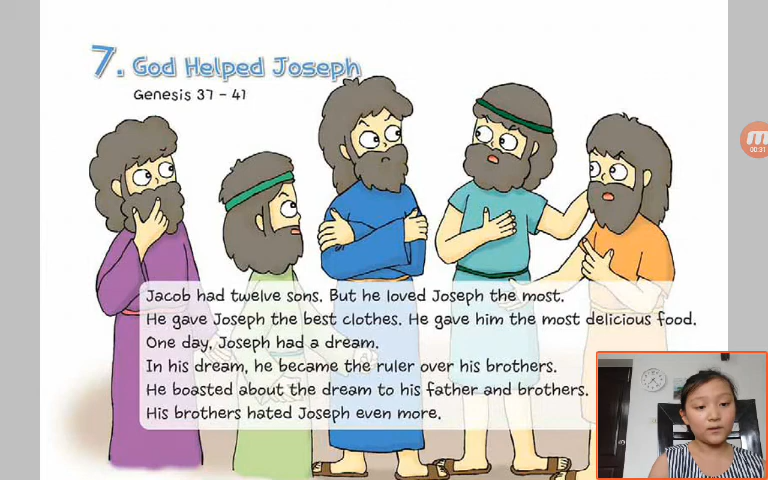 7. God Helped Joseph
Genesis 37 - 41
Jacob had twelve sons. But he loved Joseph the most.
He gave Joseph the best clothes. He gave him the most delicious food.
One day, Joseph had a dream.
In his dream, he became the ruler over his brothers.
He boasted about the dream to his father and brothers.
His brothers hated Joseph even more.
00:31